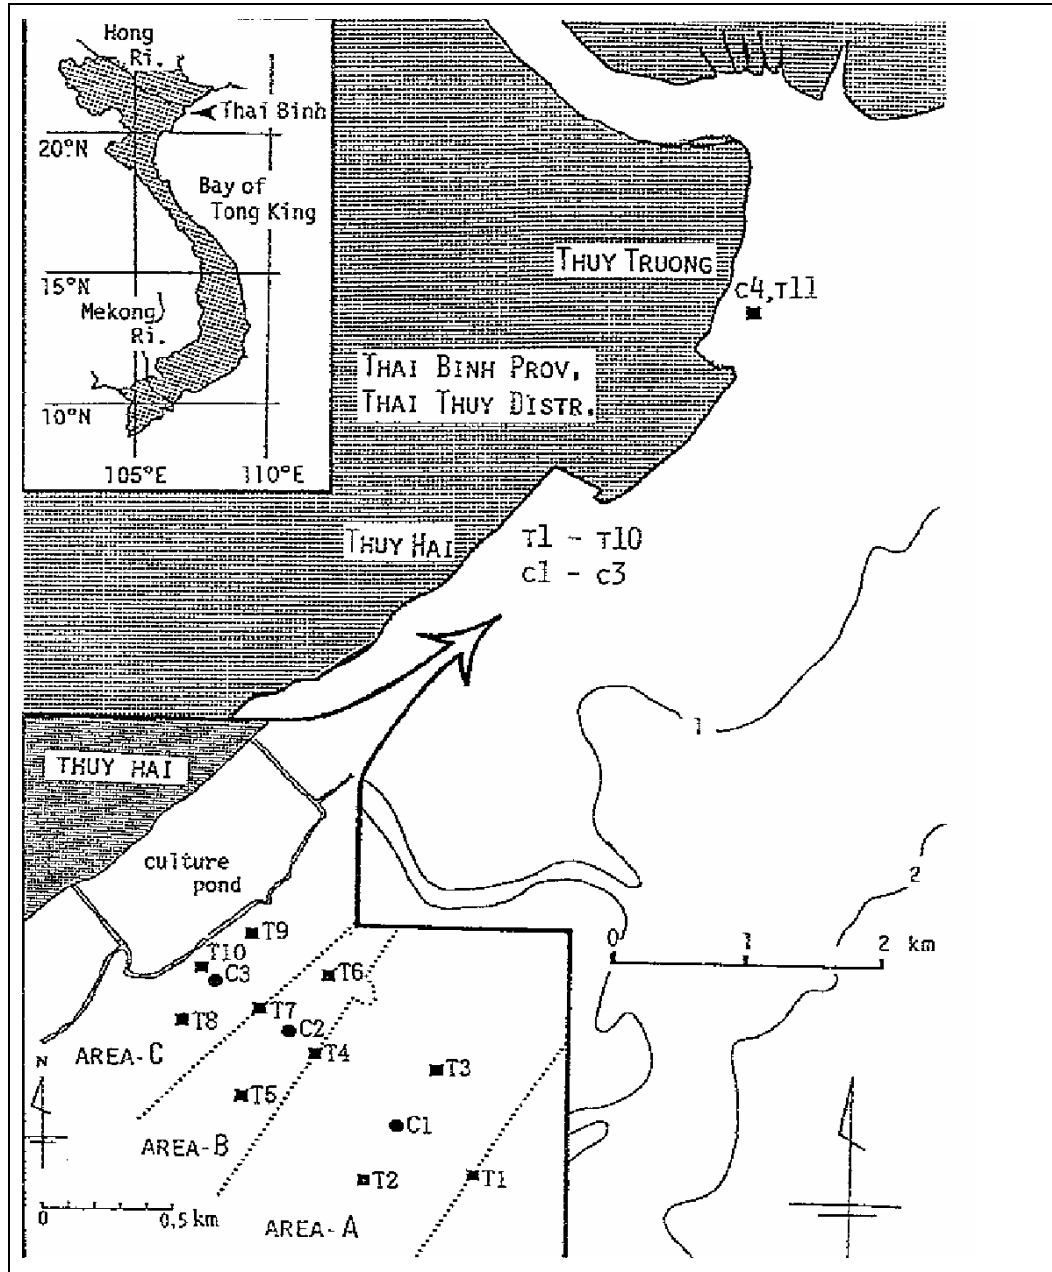 Hong
Ri.
Thai Binh
20°N
Bay of
Tong King
15°N
Mekong
Ri.
10°N
105°E 110°E
THUY TRUONG
C4,T11
THAI BINH PROV.
THAI THUY DISTR.
THUY HAI
T1 - T10
C1 - C3
1
THUY HAI
culture
pond
2
T9
0 1 2 km
T10
T6
C3
T7
T8
C2
AREA-C
T4
N
T3
T5
C1
AREA-B
T2
T1
0 0,5 km
AREA-A